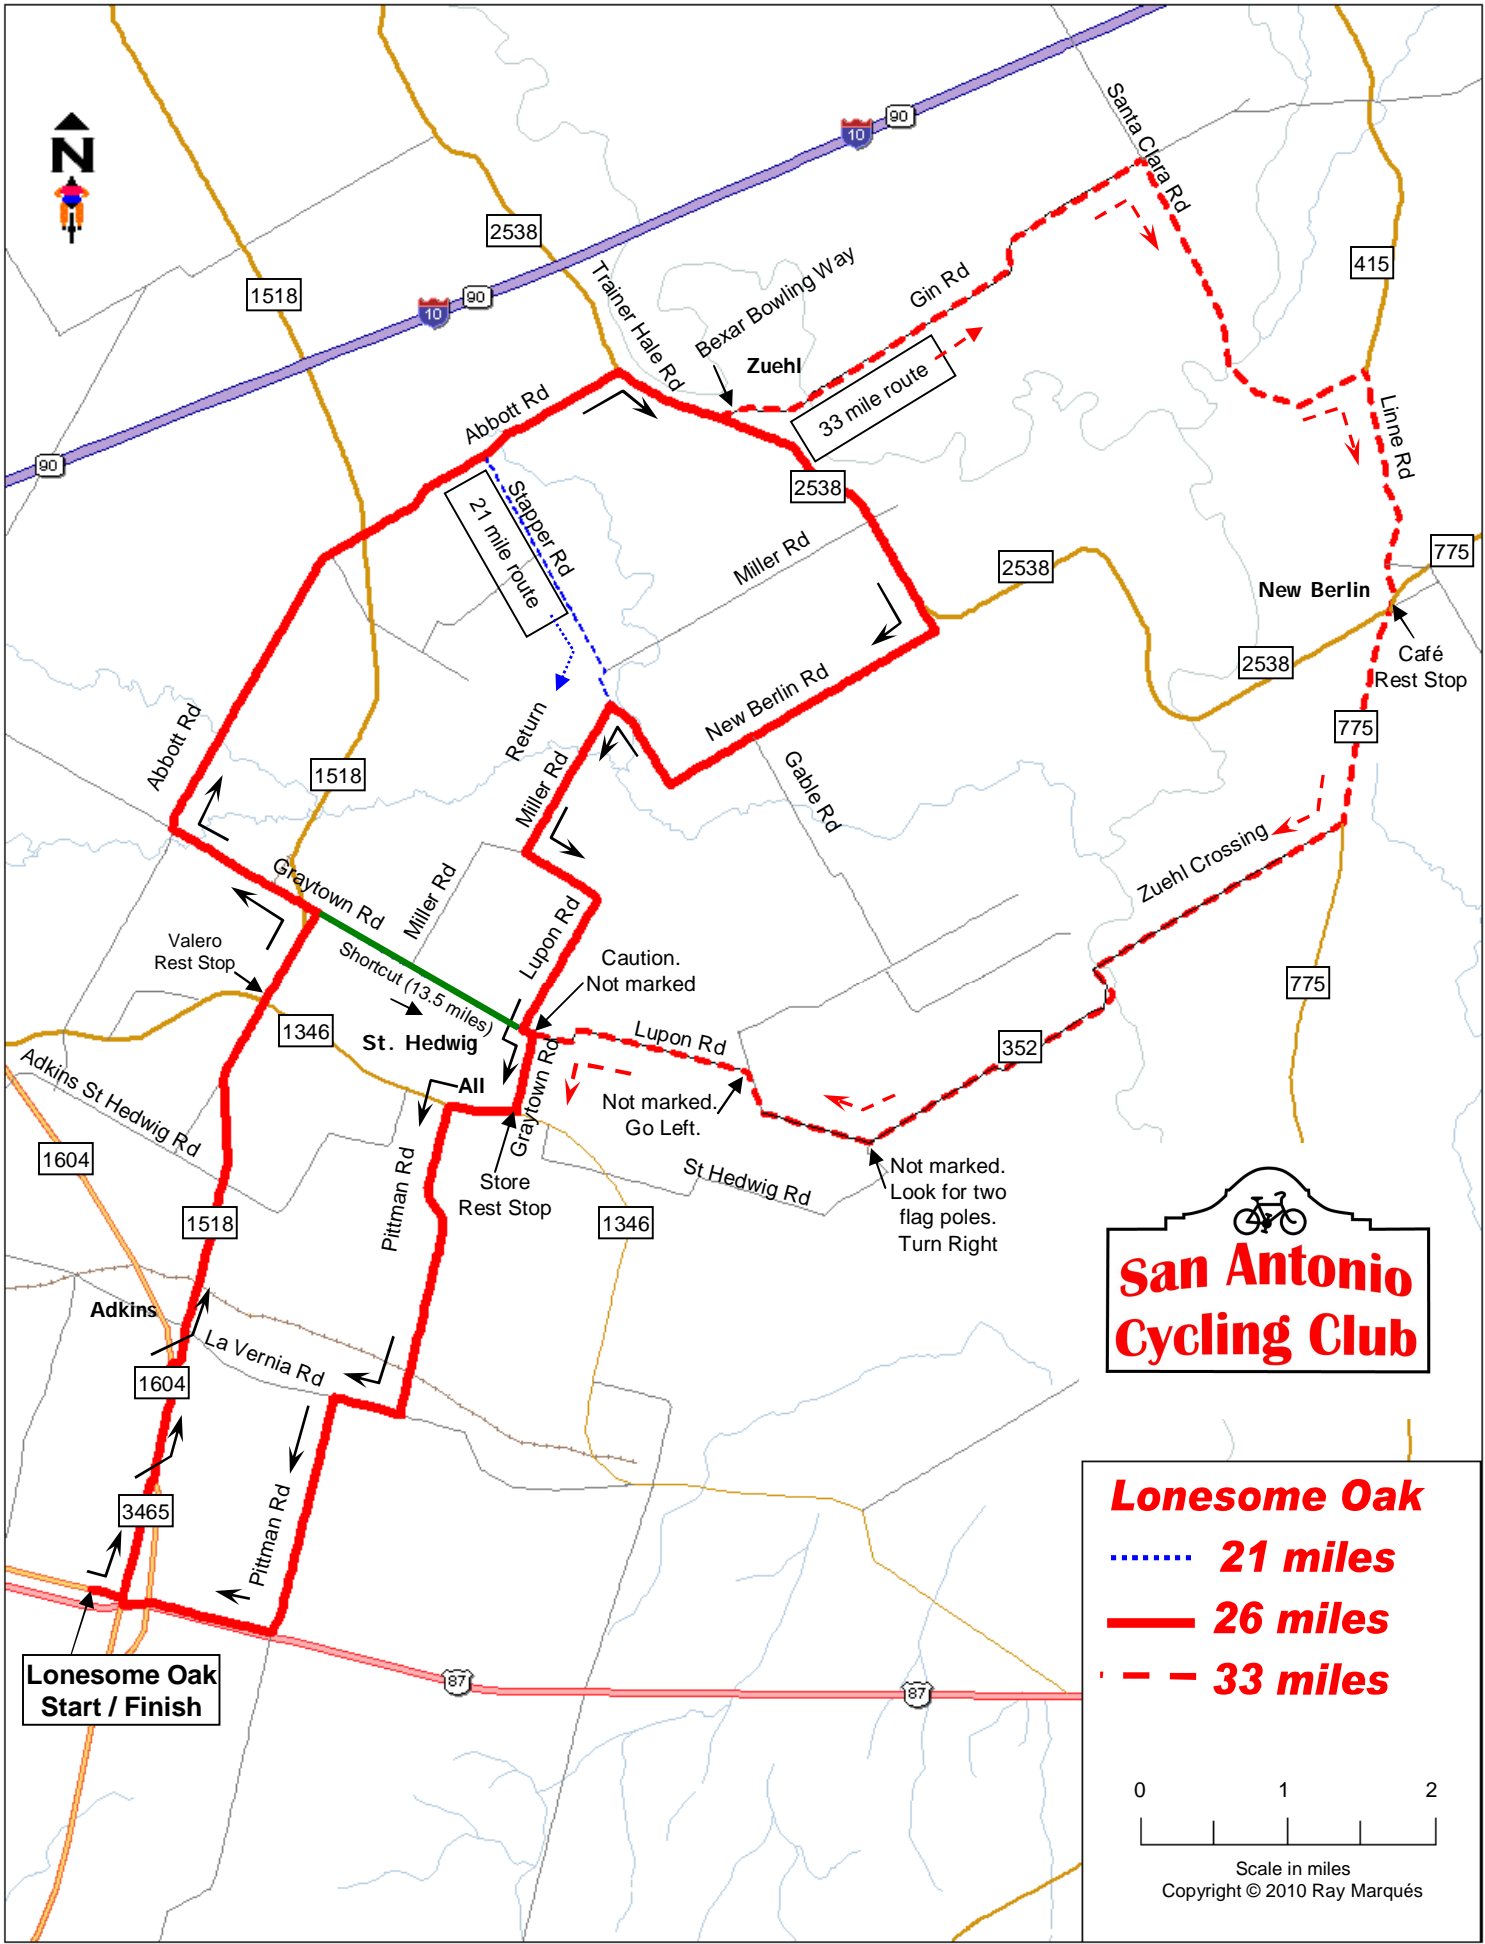 N
90
10
Santa Clara Rd
2538
415
1518
Trainer Hale Rd
Bexar Bowling Way
Gin Rd
90
10
Zuehl
33 mile route
Abbott Rd
Linne Rd
90
2538
21 mile route
Stapper Rd
Miller Rd
2538
775
New Berlin
Café
Rest Stop
2538
775
New Berlin Rd
Return
Abbott Rd
1518
Miller Rd
Gable Rd
Zuehl Crossing
Graytown Rd
Miller Rd
Lupon Rd
Valero
Rest Stop
Shortcut (13.5 miles)
Caution.
Not marked
775
1346
St. Hedwig
Lupon Rd
352
Adkins St Hedwig Rd
All
Graytown Rd
Not marked.
Go Left.
1604
Pittman Rd
Store
Rest Stop
St Hedwig Rd
Not marked.
Look for two
flag poles.
Turn Right
1518
1346
San Antonio
Cycling Club
Adkins
La Vernia Rd
1604
3465
Pittman Rd
Lonesome Oak
Start / Finish
87
87
Lonesome Oak
21 miles
26 miles
33 miles
0 1 2
Scale in miles
Copyright © 2010 Ray Marqués